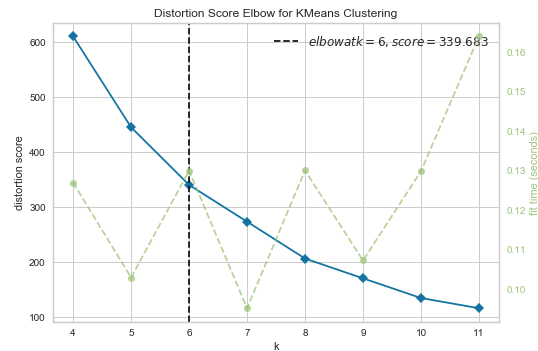 Distortion Score Elbow for KMeans Clustering
elbowatk = 6, score = 339.683
distortion score
600
500
400
300
200
100
4 5 6 7 8 9 10 11
k
0.16
0.15
0.14
0.13
0.12
0.11
0.10
fit time (seconds)